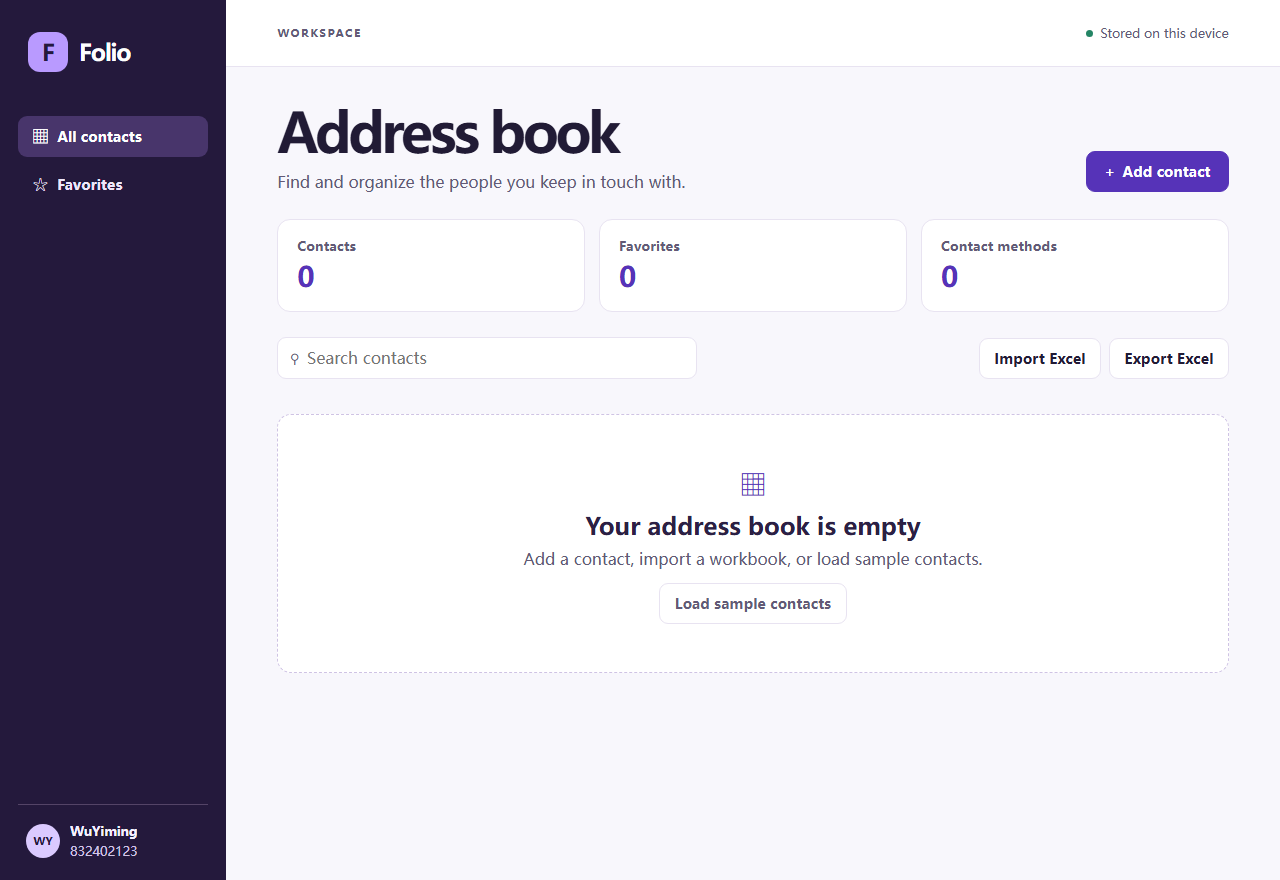 F Folio
All contacts
Favorites
WY WuYiming
832402123
WORKSPACE
Stored on this device
Address book
Find and organize the people you keep in touch with.
+ Add contact
Contacts
0
Favorites
0
Contact methods
0
Search contacts
Import Excel
Export Excel
Your address book is empty
Add a contact, import a workbook, or load sample contacts.
Load sample contacts